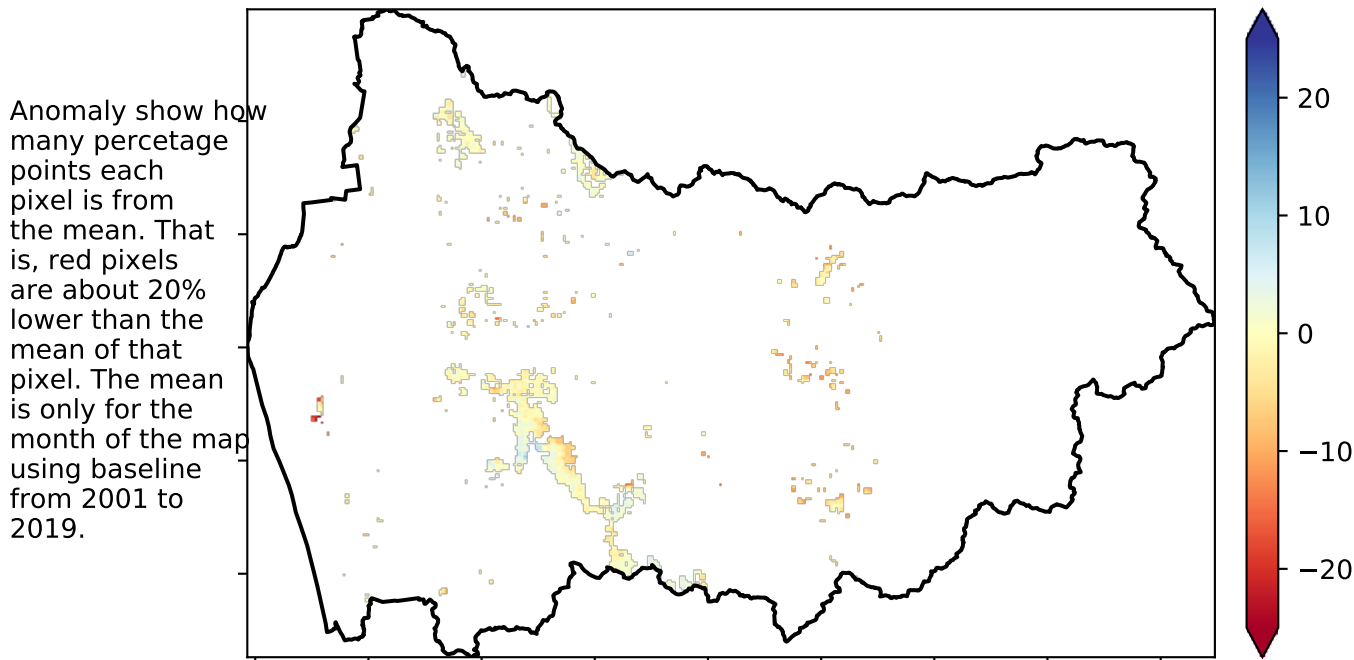 Anomaly show how
many percetage
points each
pixel is from
the mean. That
is, red pixels
are about 20%
lower than the
mean of that
pixel. The mean
is only for the
month of the map
using baseline
from 2001 to
2019.
20
10
0
−10
−20